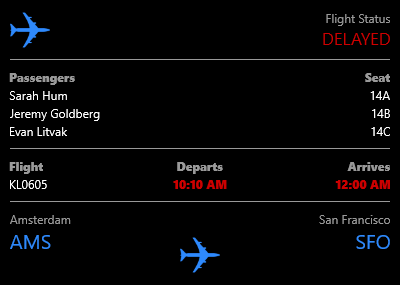 Flight Status
DELAYED
Passengers Seat
Sarah Hum 14A
Jeremy Goldberg 14B
Evan Litvak 14C
Flight Departs Arrives
KL0605 10:10 AM 12:00 AM
Amsterdam San Francisco
AMS SFO